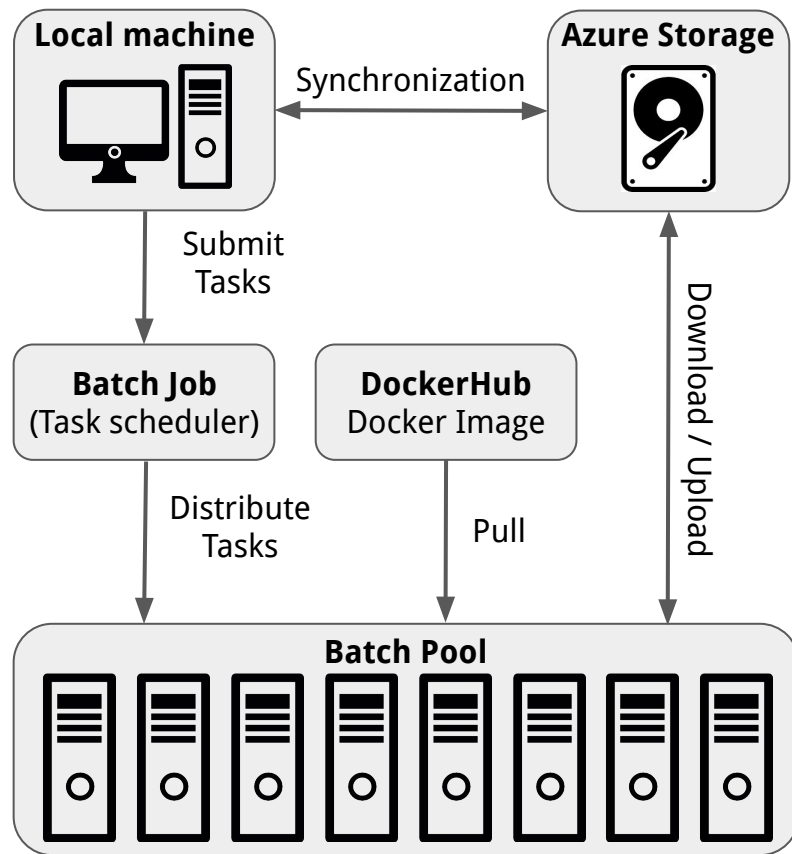 Local machine
Azure Storage
Synchronization
Submit
Tasks
Batch Job
(Task scheduler)
DockerHub
Docker Image
Download / Upload
Distribute
Tasks
Pull
Batch Pool